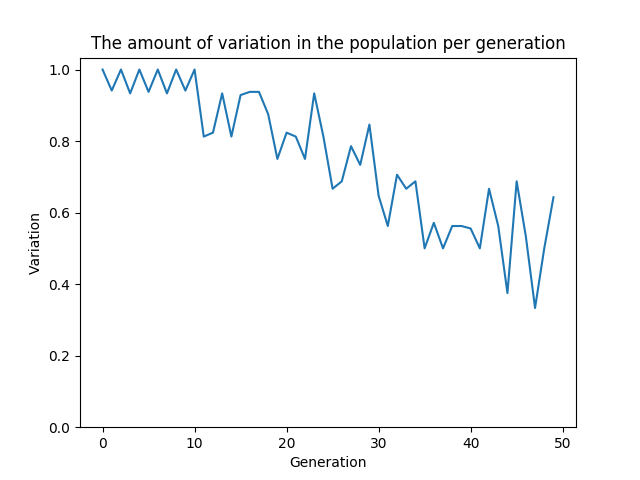 The amount of variation in the population per generation
1.0
0.8
0.6
0.4
0.2
0.0
Variation
0 10 20 30 40 50
Generation